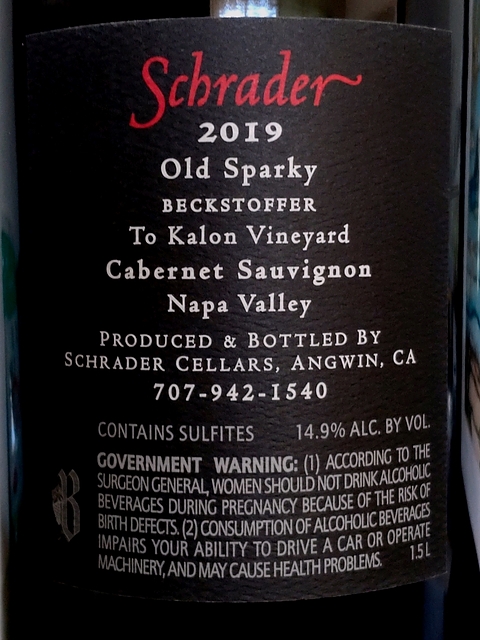 Schrader
2019
Old Sparky
BECKSTOFFER
To Kalon Vineyard
Cabernet Sauvignon
Napa Valley
PRODUCED & BOTTLED BY
SCHRADER CELLARS, ANGWIN, CA
707-942-1540
CONTAINS SULFITES 14.9% ALC. BY VOL.
GOVERNMENT WARNING: (1) ACCORDING TO THE
SURGEON GENERAL, WOMEN SHOULD NOT DRINK ALCOHOLIC
BEVERAGES DURING PREGNANCY BECAUSE OF THE RISK OF
BIRTH DEFECTS. (2) CONSUMPTION OF ALCOHOLIC BEVERAGES
IMPAIRS YOUR ABILITY TO DRIVE A CAR OR OPERATE
MACHINERY, AND MAY CAUSE HEALTH PROBLEMS. 1.5 L
B